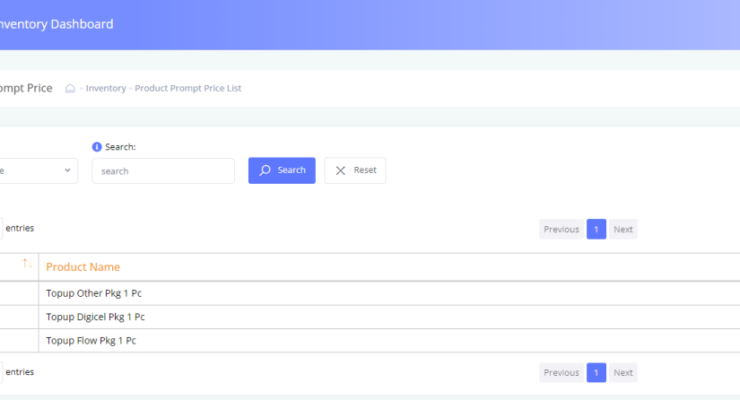 nventory Dashboard
ompt Price - Inventory - Product Prompt Price List
Search:
e search Search Reset
entries Previous 1 Next
Product Name
Topup Other Pkg 1 Pc
Topup Digicel Pkg 1 Pc
Topup Flow Pkg 1 Pc
entries Previous 1 Next